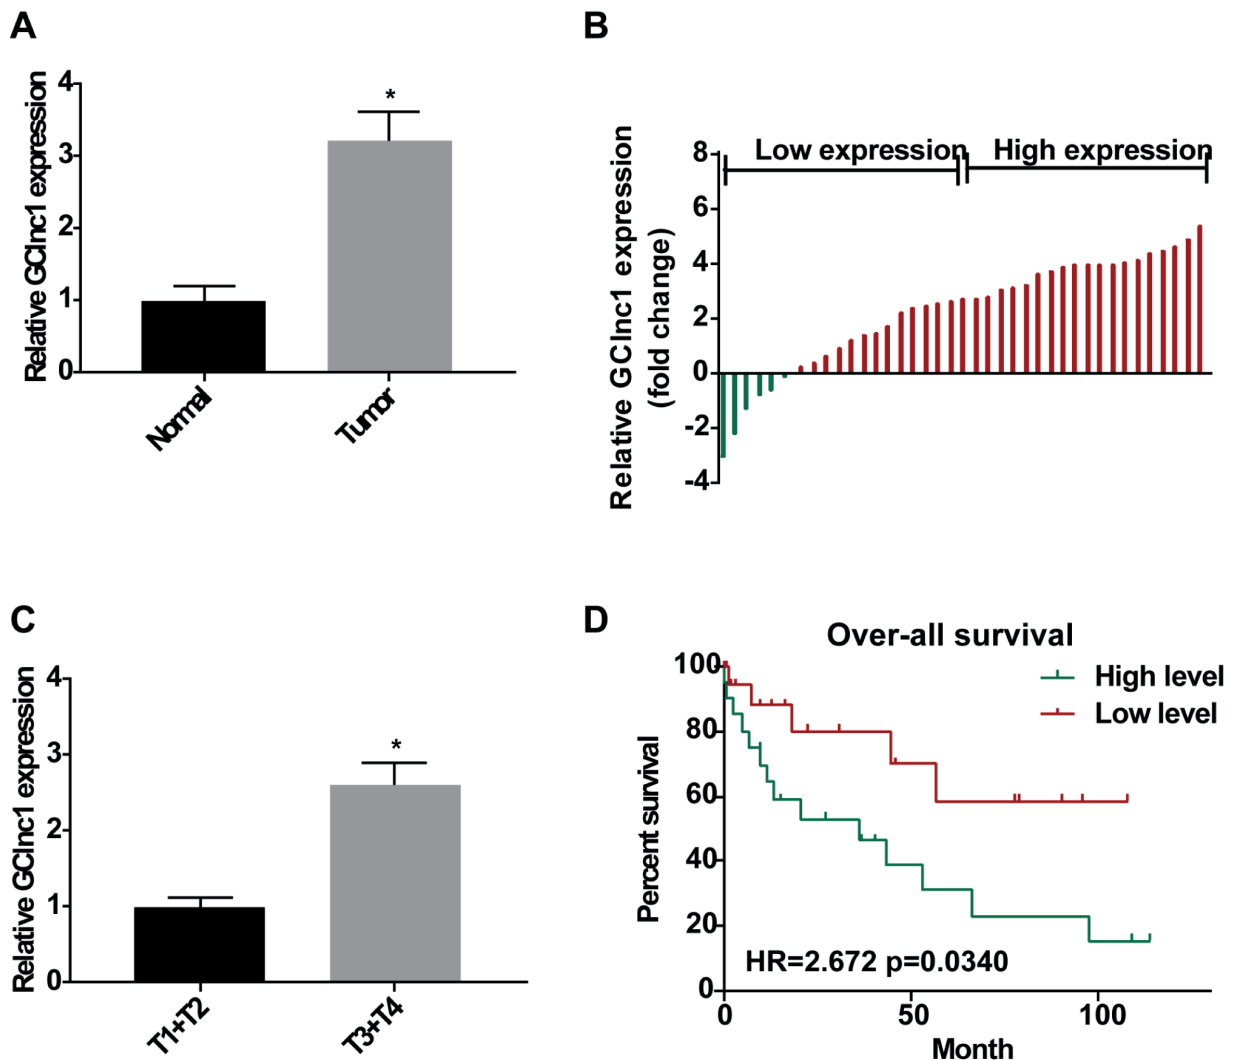 A
Relative GClnc1 expression
4
3
2
1
0
*
Normal
Tumor
B
Relative GClnc1 expression
(fold change)
8
6
4
2
0
-2
-4
Low expression
High expression
C
Relative GClnc1 expression
4
3
2
1
0
*
T1+T2
T3+T4
D
Over-all survival
High level
Low level
Percent survival
100
80
60
40
20
0
HR=2.672 p=0.0340
0
50
100
Month